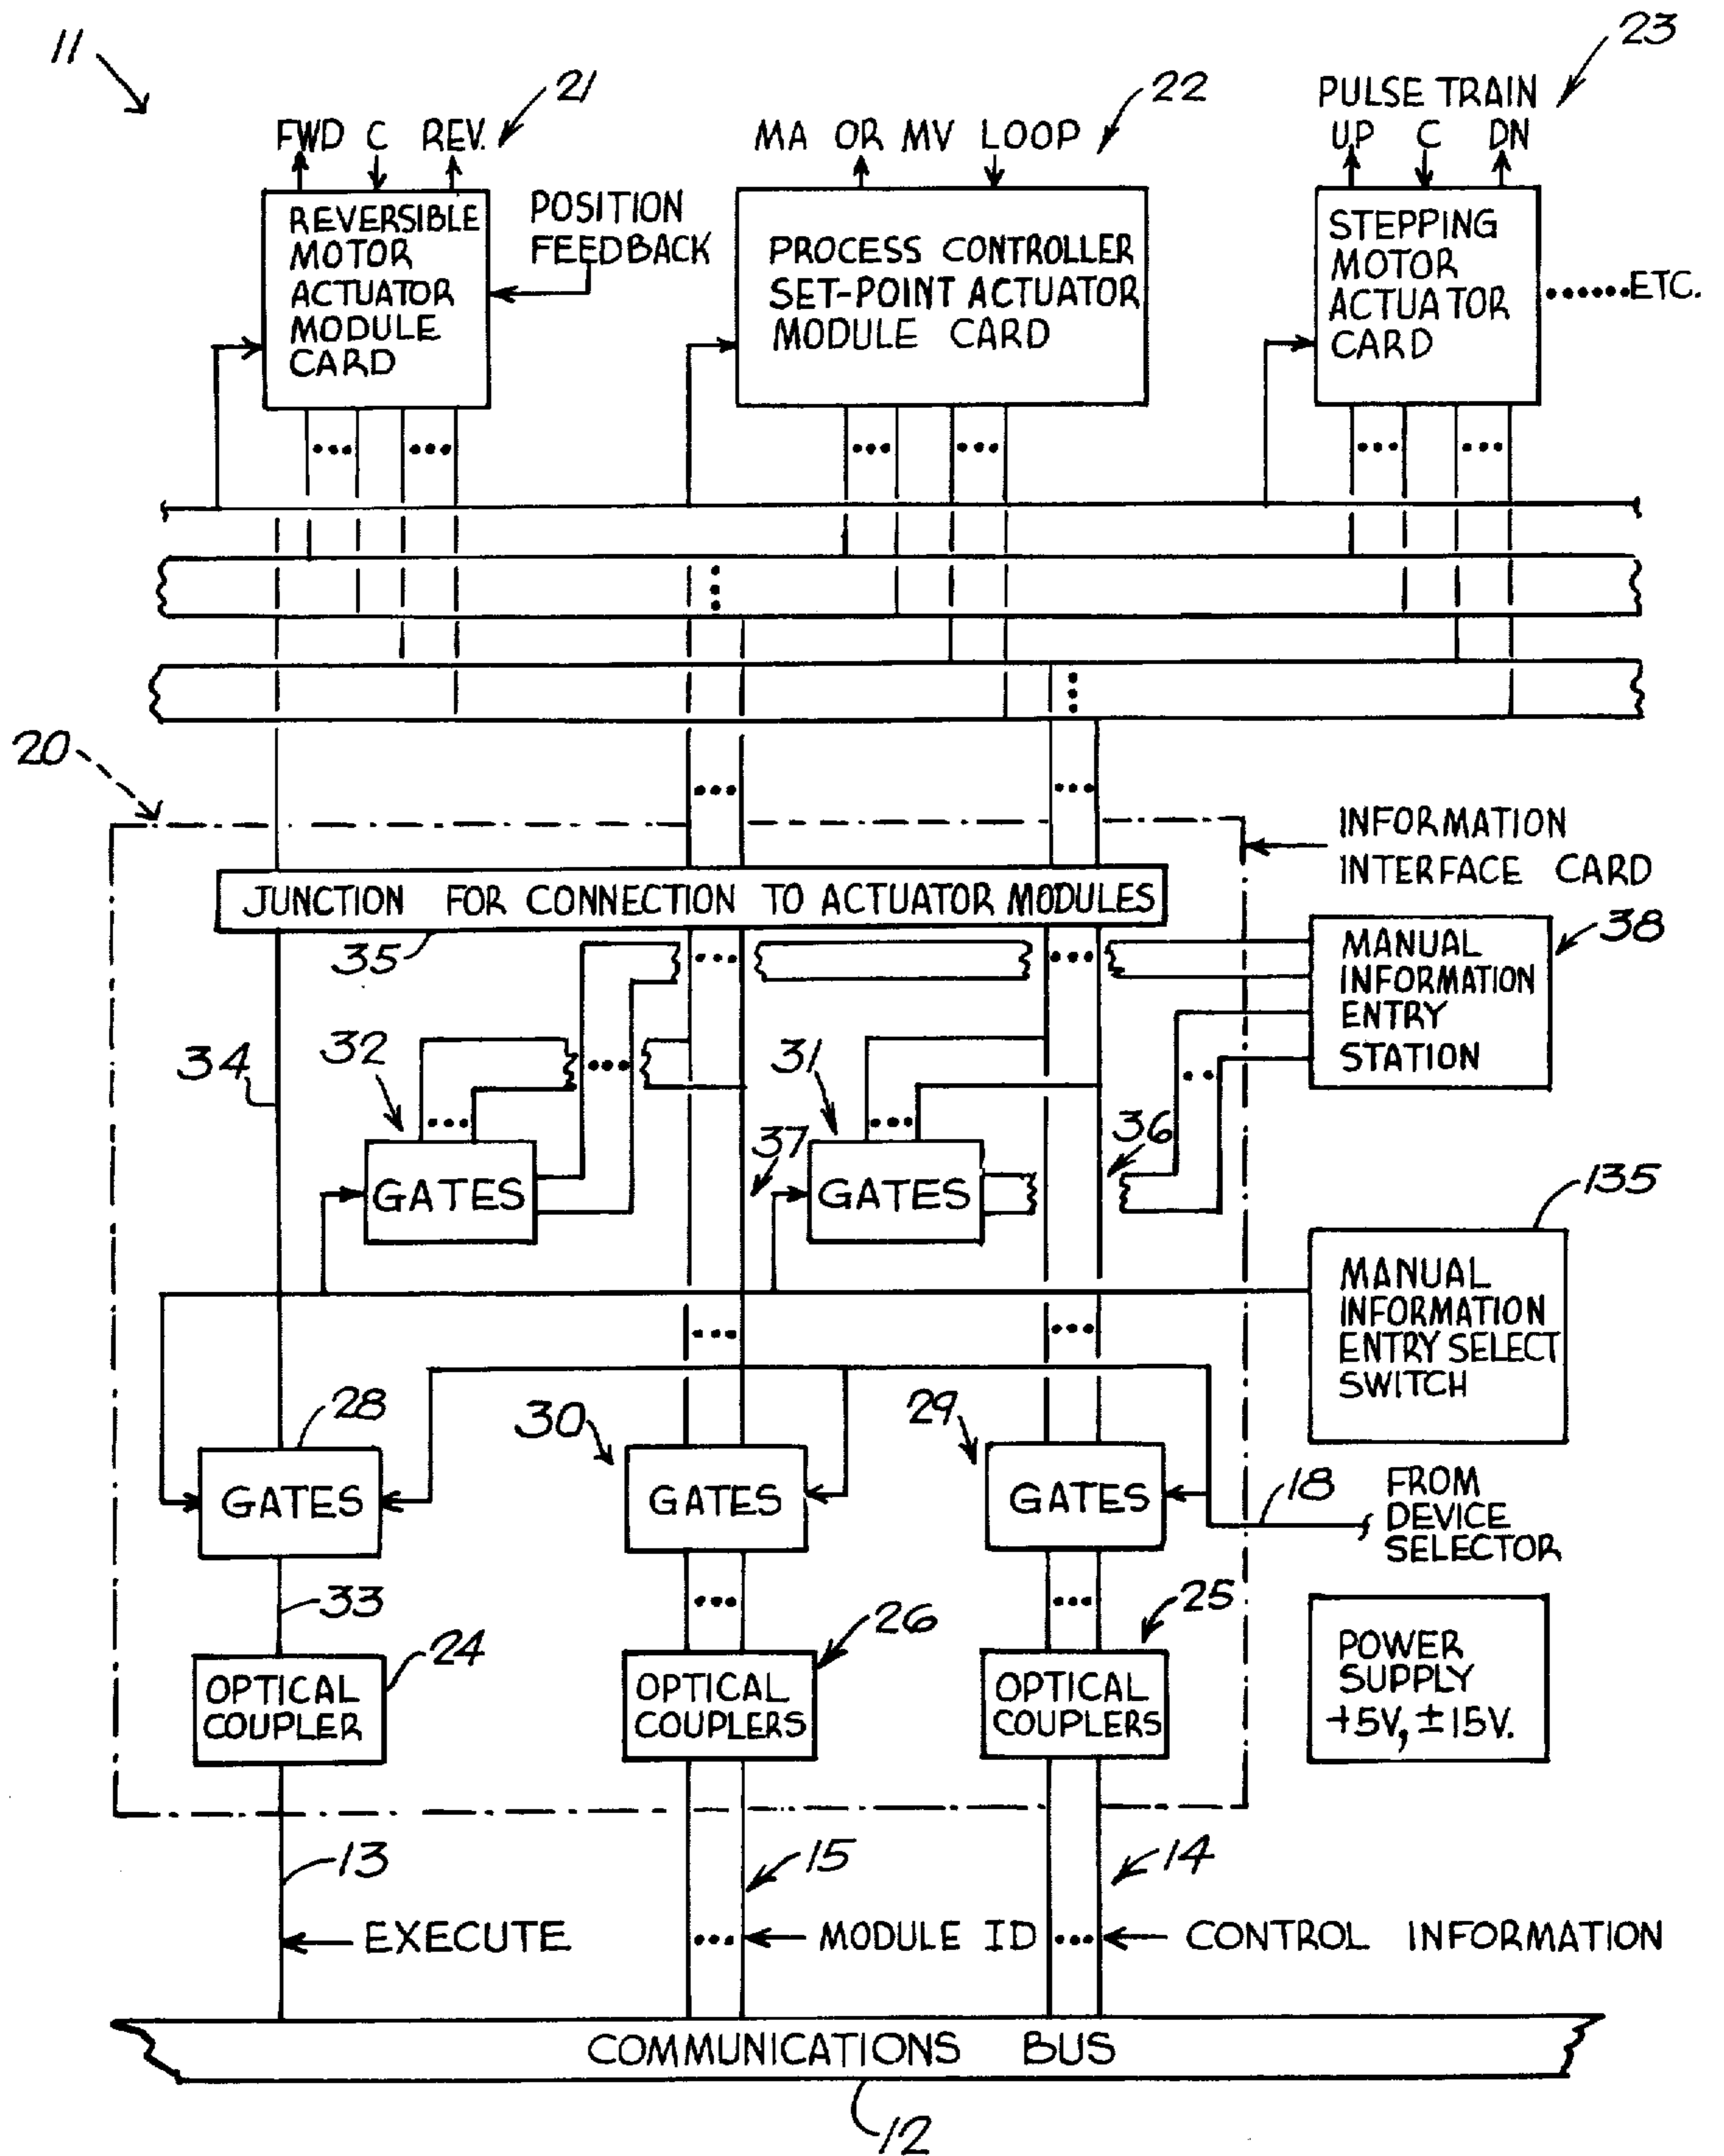 11
21
22
23
FWD C REV.
MA OR MV LOOP
PULSE TRAIN
UP C DN
REVERSIBLE
MOTOR
ACTUATOR
MODULE
CARD
POSITION
FEEDBACK
PROCESS CONTROLLER
SET-POINT ACTUATOR
MODULE CARD
STEPPING
MOTOR
ACTUATOR
CARD
......ETC.
20
INFORMATION
INTERFACE CARD
JUNCTION FOR CONNECTION TO ACTUATOR MODULES
35
MANUAL
INFORMATION
ENTRY
STATION
38
34
32
31
37
36
GATES
GATES
135
MANUAL
INFORMATION
ENTRY SELECT
SWITCH
28
30
29
GATES
GATES
GATES
18
FROM
DEVICE
SELECTOR
33
24
26
25
OPTICAL
COUPLER
OPTICAL
COUPLERS
OPTICAL
COUPLERS
POWER
SUPPLY
+5V, ±15V.
13
15
14
EXECUTE
MODULE ID
CONTROL INFORMATION
COMMUNICATIONS BUS
12